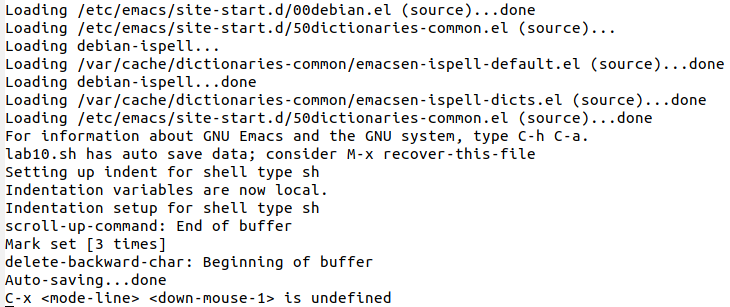 Loading /etc/emacs/site-start.d/00debian.el (source)...done
Loading /etc/emacs/site-start.d/50dictionaries-common.el (source)...
Loading debian-ispell...
Loading /var/cache/dictionaries-common/emacsen-ispell-default.el (source)...done
Loading debian-ispell...done
Loading /var/cache/dictionaries-common/emacsen-ispell-dicts.el (source)...done
Loading /etc/emacs/site-start.d/50dictionaries-common.el (source)...done
For information about GNU Emacs and the GNU system, type C-h C-a.
lab10.sh has auto save data; consider M-x recover-this-file
Setting up indent for shell type sh
Indentation variables are now local.
Indentation setup for shell type sh
scroll-up-command: End of buffer
Mark set [3 times]
delete-backward-char: Beginning of buffer
Auto-saving...done
C-x <mode-line> <down-mouse-1> is undefined